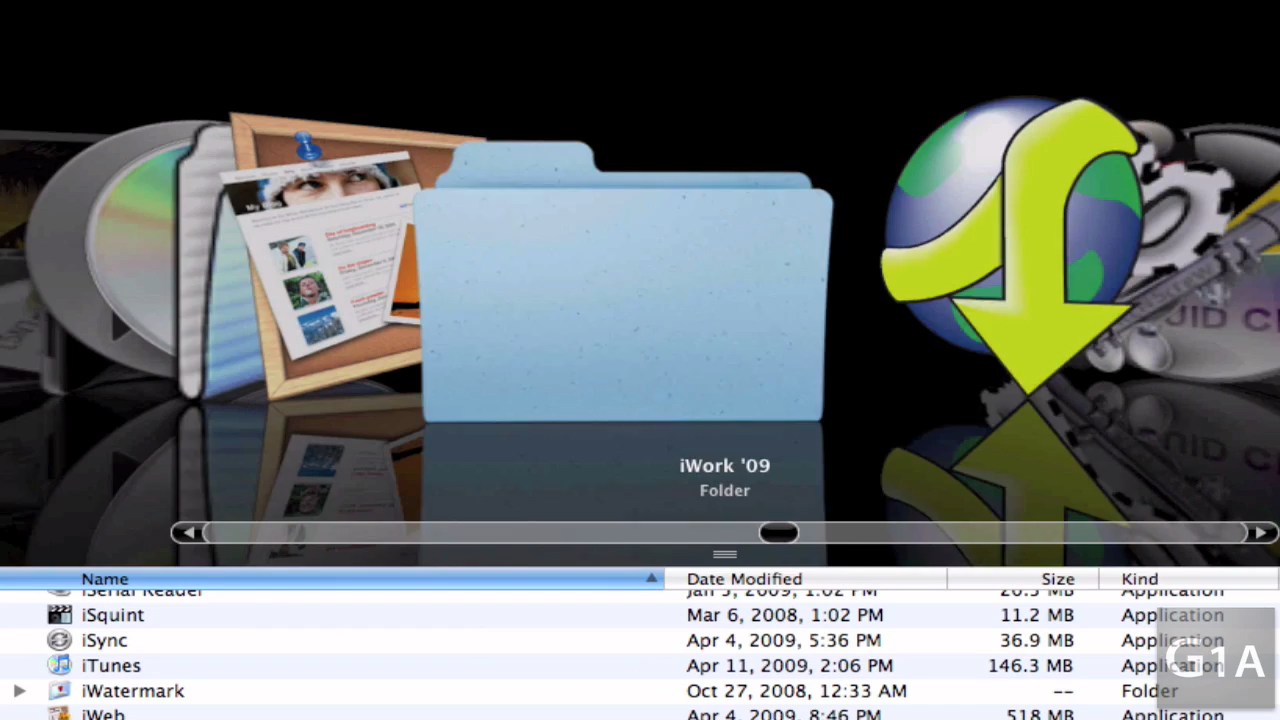 UID C
iWork '09
Folder
Name Date Modified Size Kind
iSerial Reader Jan 5, 2009, 1:02 PM 20.5 MB Application
iSquint Mar 6, 2008, 1:02 PM 11.2 MB Application
iSync Apr 4, 2009, 5:36 PM 36.9 MB Application
iTunes Apr 11, 2009, 2:06 PM 146.3 MB Application
iWatermark Oct 27, 2008, 12:33 AM -- Folder
iWeb Apr 4, 2009, 8:46 PM 518 MB Application
G1A